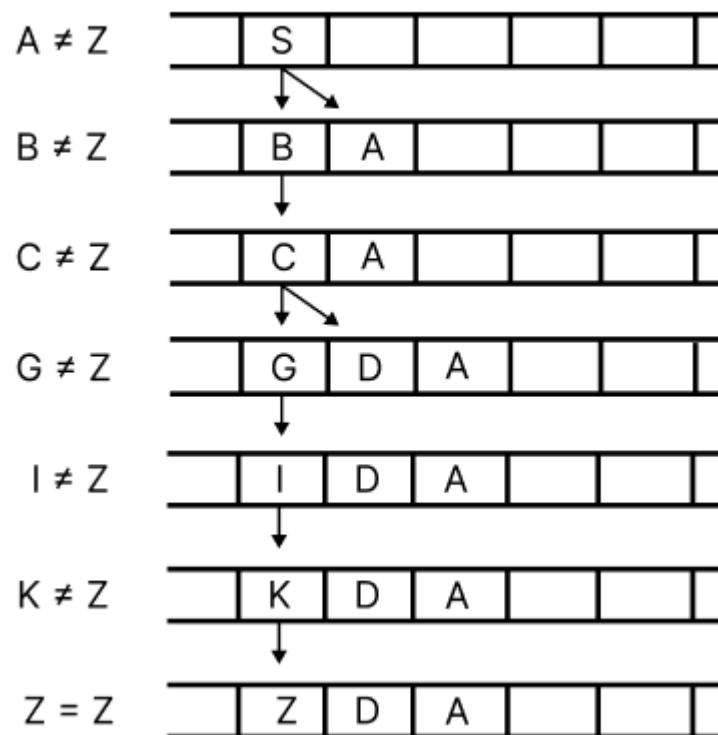 A ≠ Z S
B ≠ Z B A
C ≠ Z C A
G ≠ Z G D A
I ≠ Z I D A
K ≠ Z K D A
Z = Z Z D A